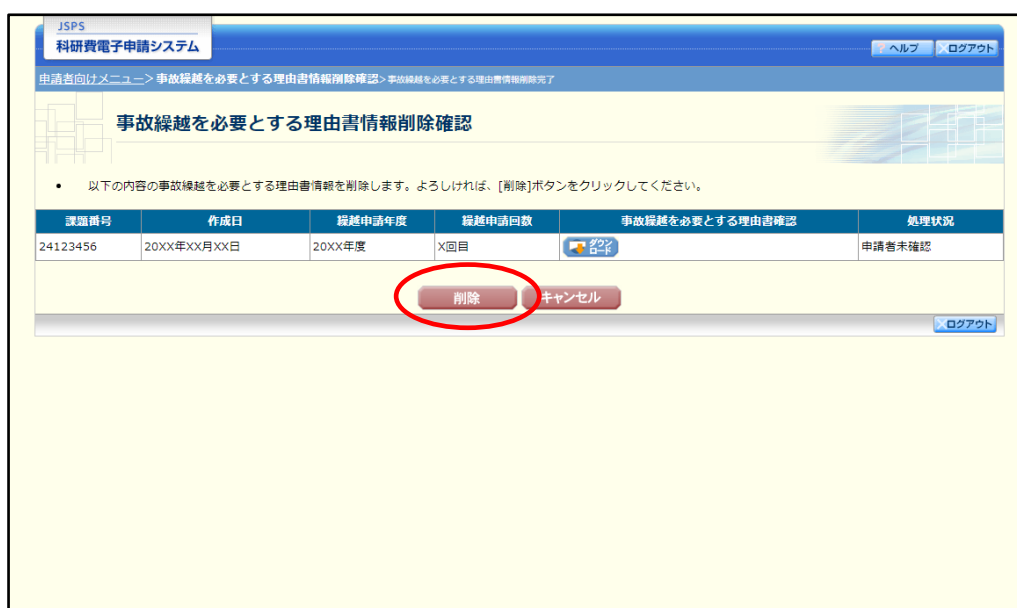 JSPS
科研費電子申請システム
? ヘルプ ×ログアウト
申請者向けメニュー>事故繰越を必要とする理由書情報削除確認>事故繰越を必要とする理由書情報削除完了
事故繰越を必要とする理由書情報削除確認
• 以下の内容の事故繰越を必要とする理由書情報を削除します。よろしければ、[削除]ボタンをクリックしてください。
課題番号 作成日 繰越申請年度 繰越申請回数 事故繰越を必要とする理由書確認 処理状況
24123456 20XX年XX月XX日 20XX年度 X回目 ダウンロード 申請者未確認
削除 キャンセル
×ログアウト